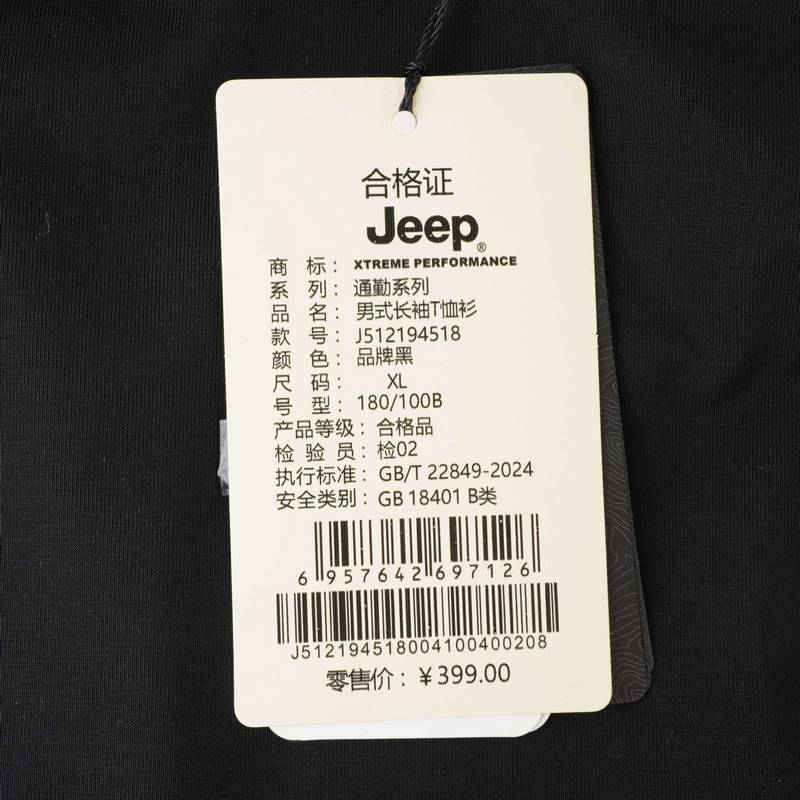 合格证
Jeep®
商 标： XTREME PERFORMANCE
系 列： 通勤系列
品 名： 男式长袖T恤衫
款 号： J512194518
颜 色： 品牌黑
尺 码： XL
号 型： 180/100B
产品等级： 合格品
检 验 员： 检02
执行标准： GB/T 22849-2024
安全类别： GB 18401 B类
6 957642 697126
J512194518004100400208
零售价：￥399.00